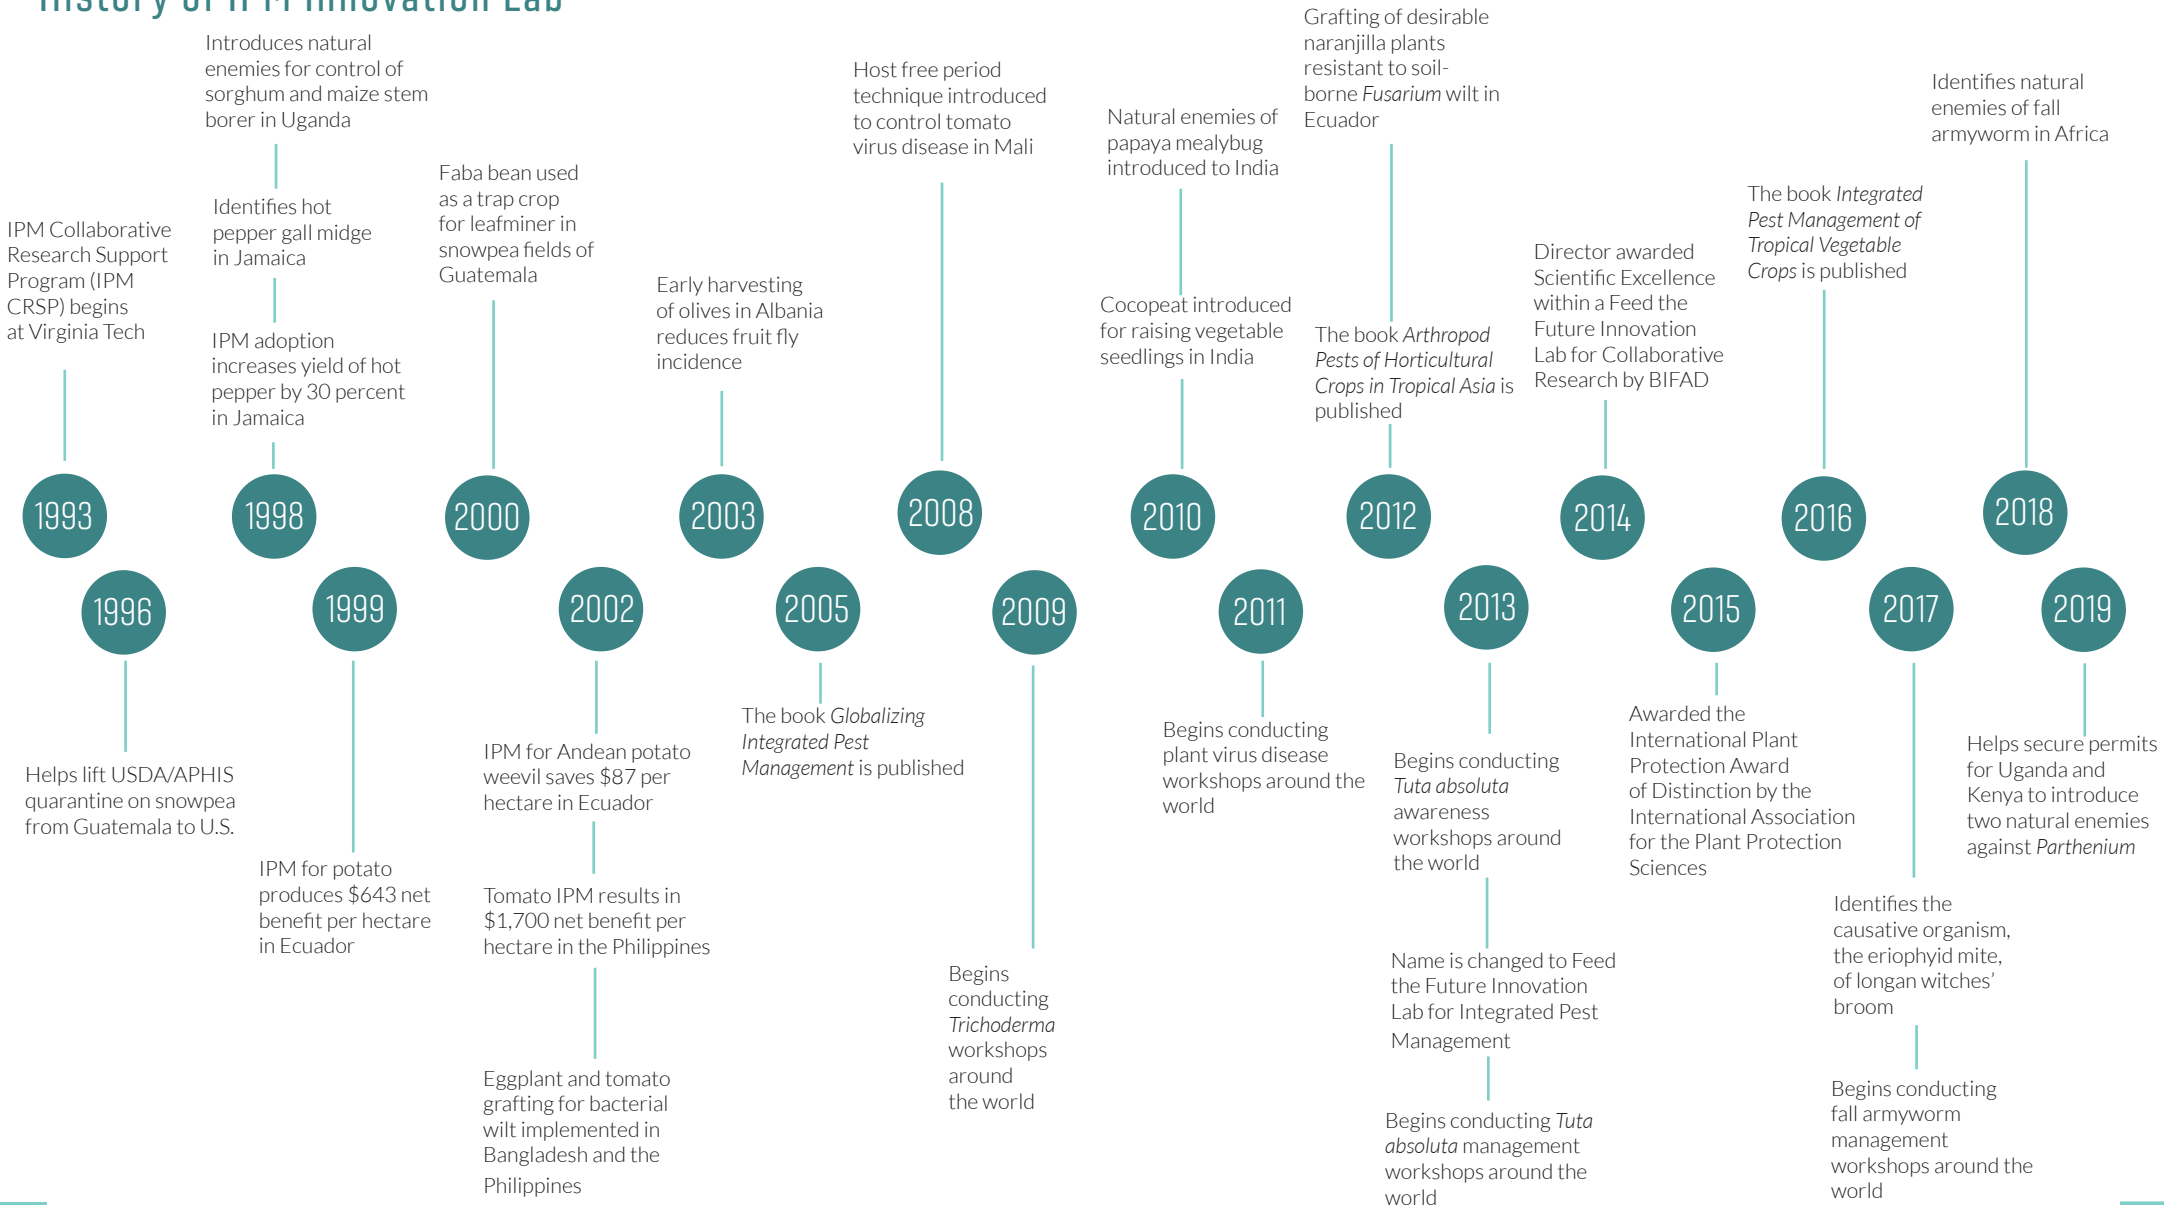 History of IPM Innovation Lab
IPM Collaborative
Research Support
Program (IPM
CRSP) begins
at Virginia Tech
1993
Helps lift USDA/APHIS
quarantine on snowpea
from Guatemala to U.S.
1996
Introduces natural
enemies for control of
sorghum and maize stem
borer in Uganda
Identifies hot
pepper gall midge
in Jamaica
IPM adoption
increases yield of hot
pepper by 30 percent
in Jamaica
1998
1999
IPM for potato
produces $643 net
benefit per hectare
in Ecuador
Faba bean used
as a trap crop
for leafminer in
snowpea fields of
Guatemala
2000
2002
IPM for Andean potato
weevil saves $87 per
hectare in Ecuador
Tomato IPM results in
$1,700 net benefit per
hectare in the Philippines
Eggplant and tomato
grafting for bacterial
wilt implemented in
Bangladesh and the
Philippines
Early harvesting
of olives in Albania
reduces fruit fly
incidence
2003
2005
The book Globalizing
Integrated Pest
Management is published
Host free period
technique introduced
to control tomato
virus disease in Mali
2008
2009
Begins
conducting
Trichoderma
workshops
around
the world
Natural enemies of
papaya mealybug
introduced to India
Cocopeat introduced
for raising vegetable
seedlings in India
2010
2011
Begins conducting
plant virus disease
workshops around the
world
Grafting of desirable
naranjilla plants
resistant to soil-
borne Fusarium wilt in
Ecuador
The book Arthropod
Pests of Horticultural
Crops in Tropical Asia is
published
2012
2013
Begins conducting
Tuta absoluta
awareness
workshops around
the world
Name is changed to Feed
the Future Innovation
Lab for Integrated Pest
Management
Begins conducting Tuta
absoluta management
workshops around the
world
Director awarded
Scientific Excellence
within a Feed the
Future Innovation
Lab for Collaborative
Research by BIFAD
2014
2015
Awarded the
International Plant
Protection Award
of Distinction by the
International Association
for the Plant Protection
Sciences
The book Integrated
Pest Management of
Tropical Vegetable
Crops is published
2016
2017
Identifies the
causative organism,
the eriophyid mite,
of longan witches’
broom
Begins conducting
fall armyworm
management
workshops around the
world
Identifies natural
enemies of fall
armyworm in Africa
2018
2019
Helps secure permits
for Uganda and
Kenya to introduce
two natural enemies
against Parthenium